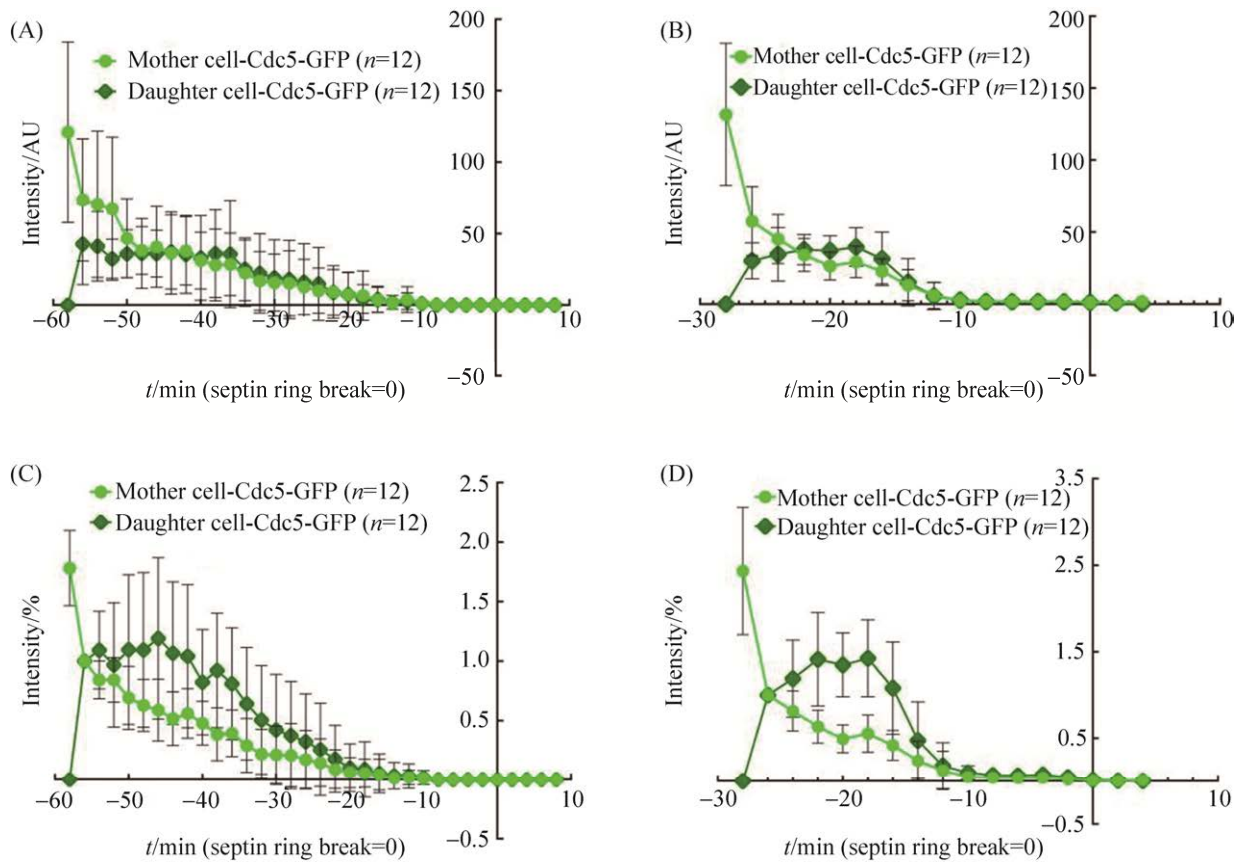 (A)
Mother cell-Cdc5-GFP (n=12)
Daughter cell-Cdc5-GFP (n=12)
Intensity/AU
200
150
100
50
0
−50
−60 −50 −40 −30 −20 −10 10
t/min (septin ring break=0)
(B)
Mother cell-Cdc5-GFP (n=12)
Daughter cell-Cdc5-GFP (n=12)
Intensity/AU
200
150
100
50
0
−50
−30 −20 −10 10
t/min (septin ring break=0)
(C)
Mother cell-Cdc5-GFP (n=12)
Daughter cell-Cdc5-GFP (n=12)
Intensity/%
2.5
2.0
1.5
1.0
0.5
0
−0.5
−60 −50 −40 −30 −20 −10 10
t/min (septin ring break=0)
(D)
Mother cell-Cdc5-GFP (n=12)
Daughter cell-Cdc5-GFP (n=12)
Intensity/%
3.5
2.5
1.5
0.5
0
−0.5
−30 −20 −10 10
t/min (septin ring break=0)